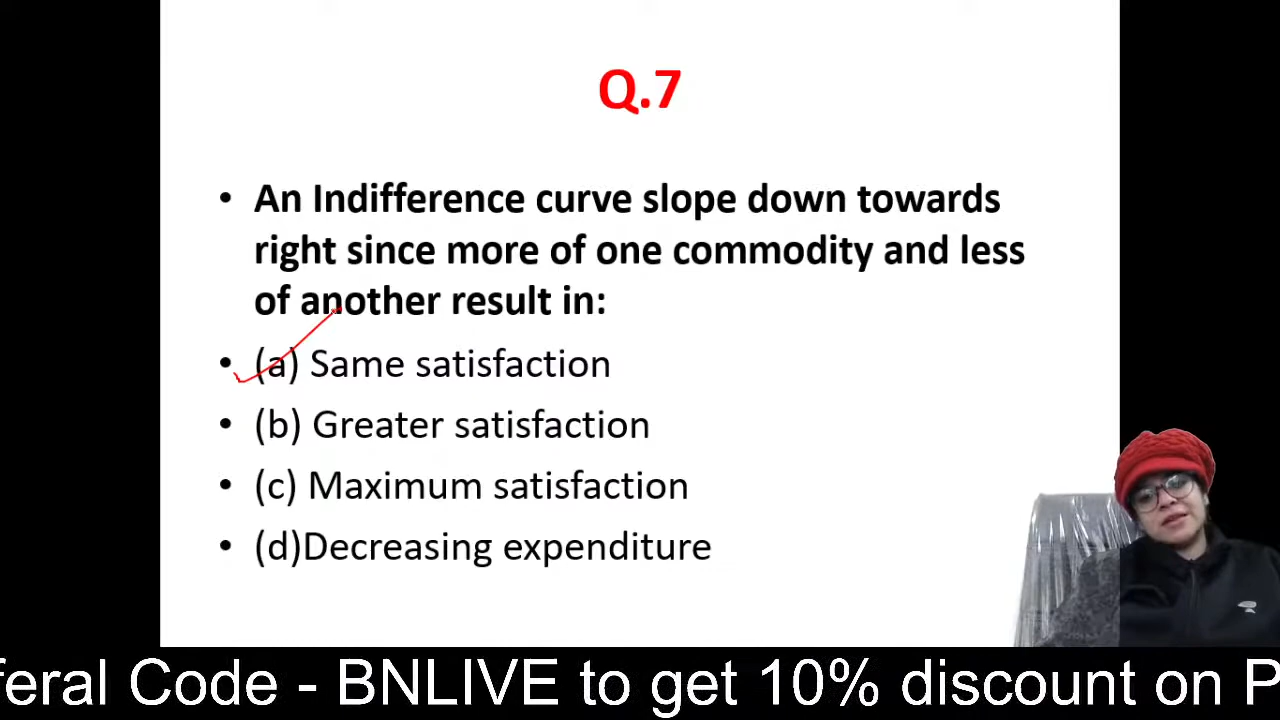 Q.7
• An Indifference curve slope down towards
right since more of one commodity and less
of another result in:
• (a) Same satisfaction
• (b) Greater satisfaction
• (c) Maximum satisfaction
• (d)Decreasing expenditure
feral Code - BNLIVE to get 10% discount on P